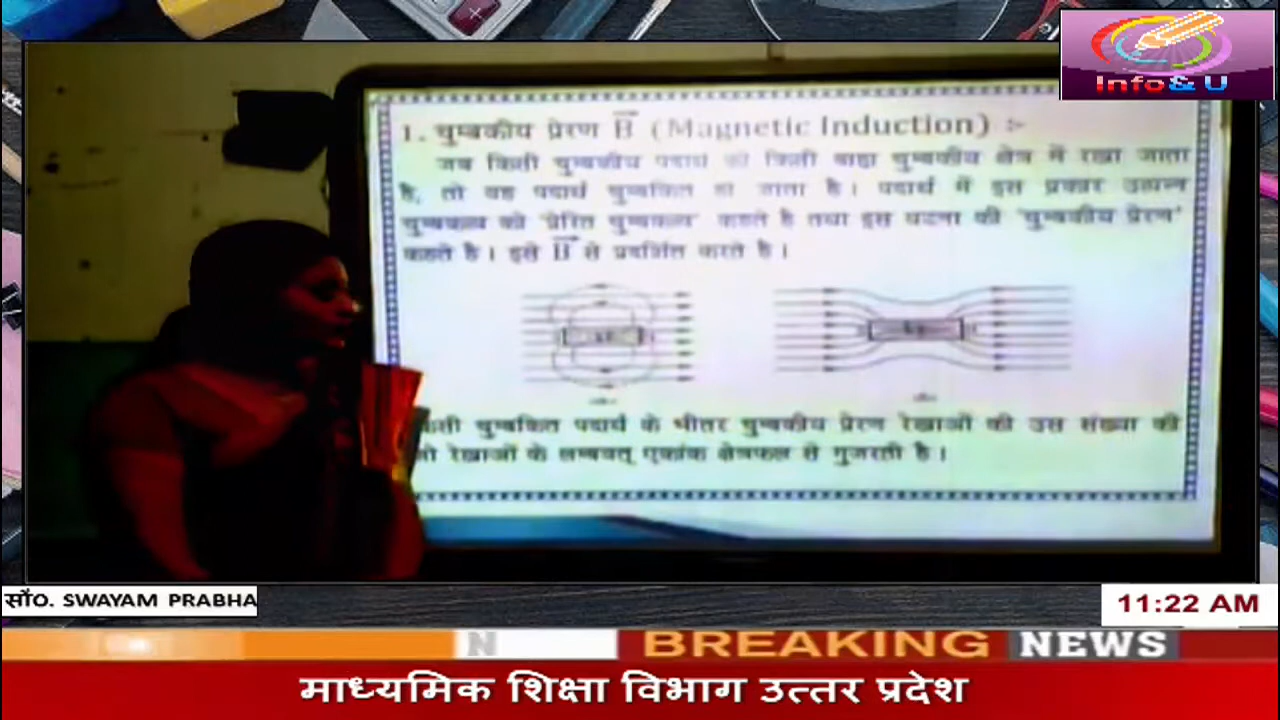 Info& U
1. चुम्बकीय प्रेरण B (Magnetic Induction) :-
जब किसी चुम्बकीय पदार्थ को किसी बाह्य चुम्बकीय क्षेत्र में रखा जाता
है, तो वह पदार्थ चुम्बकित हो जाता है। पदार्थ में इस प्रकार उत्पन्न
चुम्बकत्व को 'प्रेरित चुम्बकत्व' कहते है तथा इस घटना को 'चुम्बकीय प्रेरण'
कहते है। इसे B से प्रदर्शित करते है।
चुम्बकित पदार्थ के भीतर चुम्बकीय प्रेरण रेखाओं की उस संख्या को
रेखाओं के लम्बवत् एकांक क्षेत्रफल से गुजरती है।
सौ0. SWAYAM PRABHA
11:22 AM
N BREAKING NEWS
माध्यमिक शिक्षा विभाग उत्तर प्रदेश